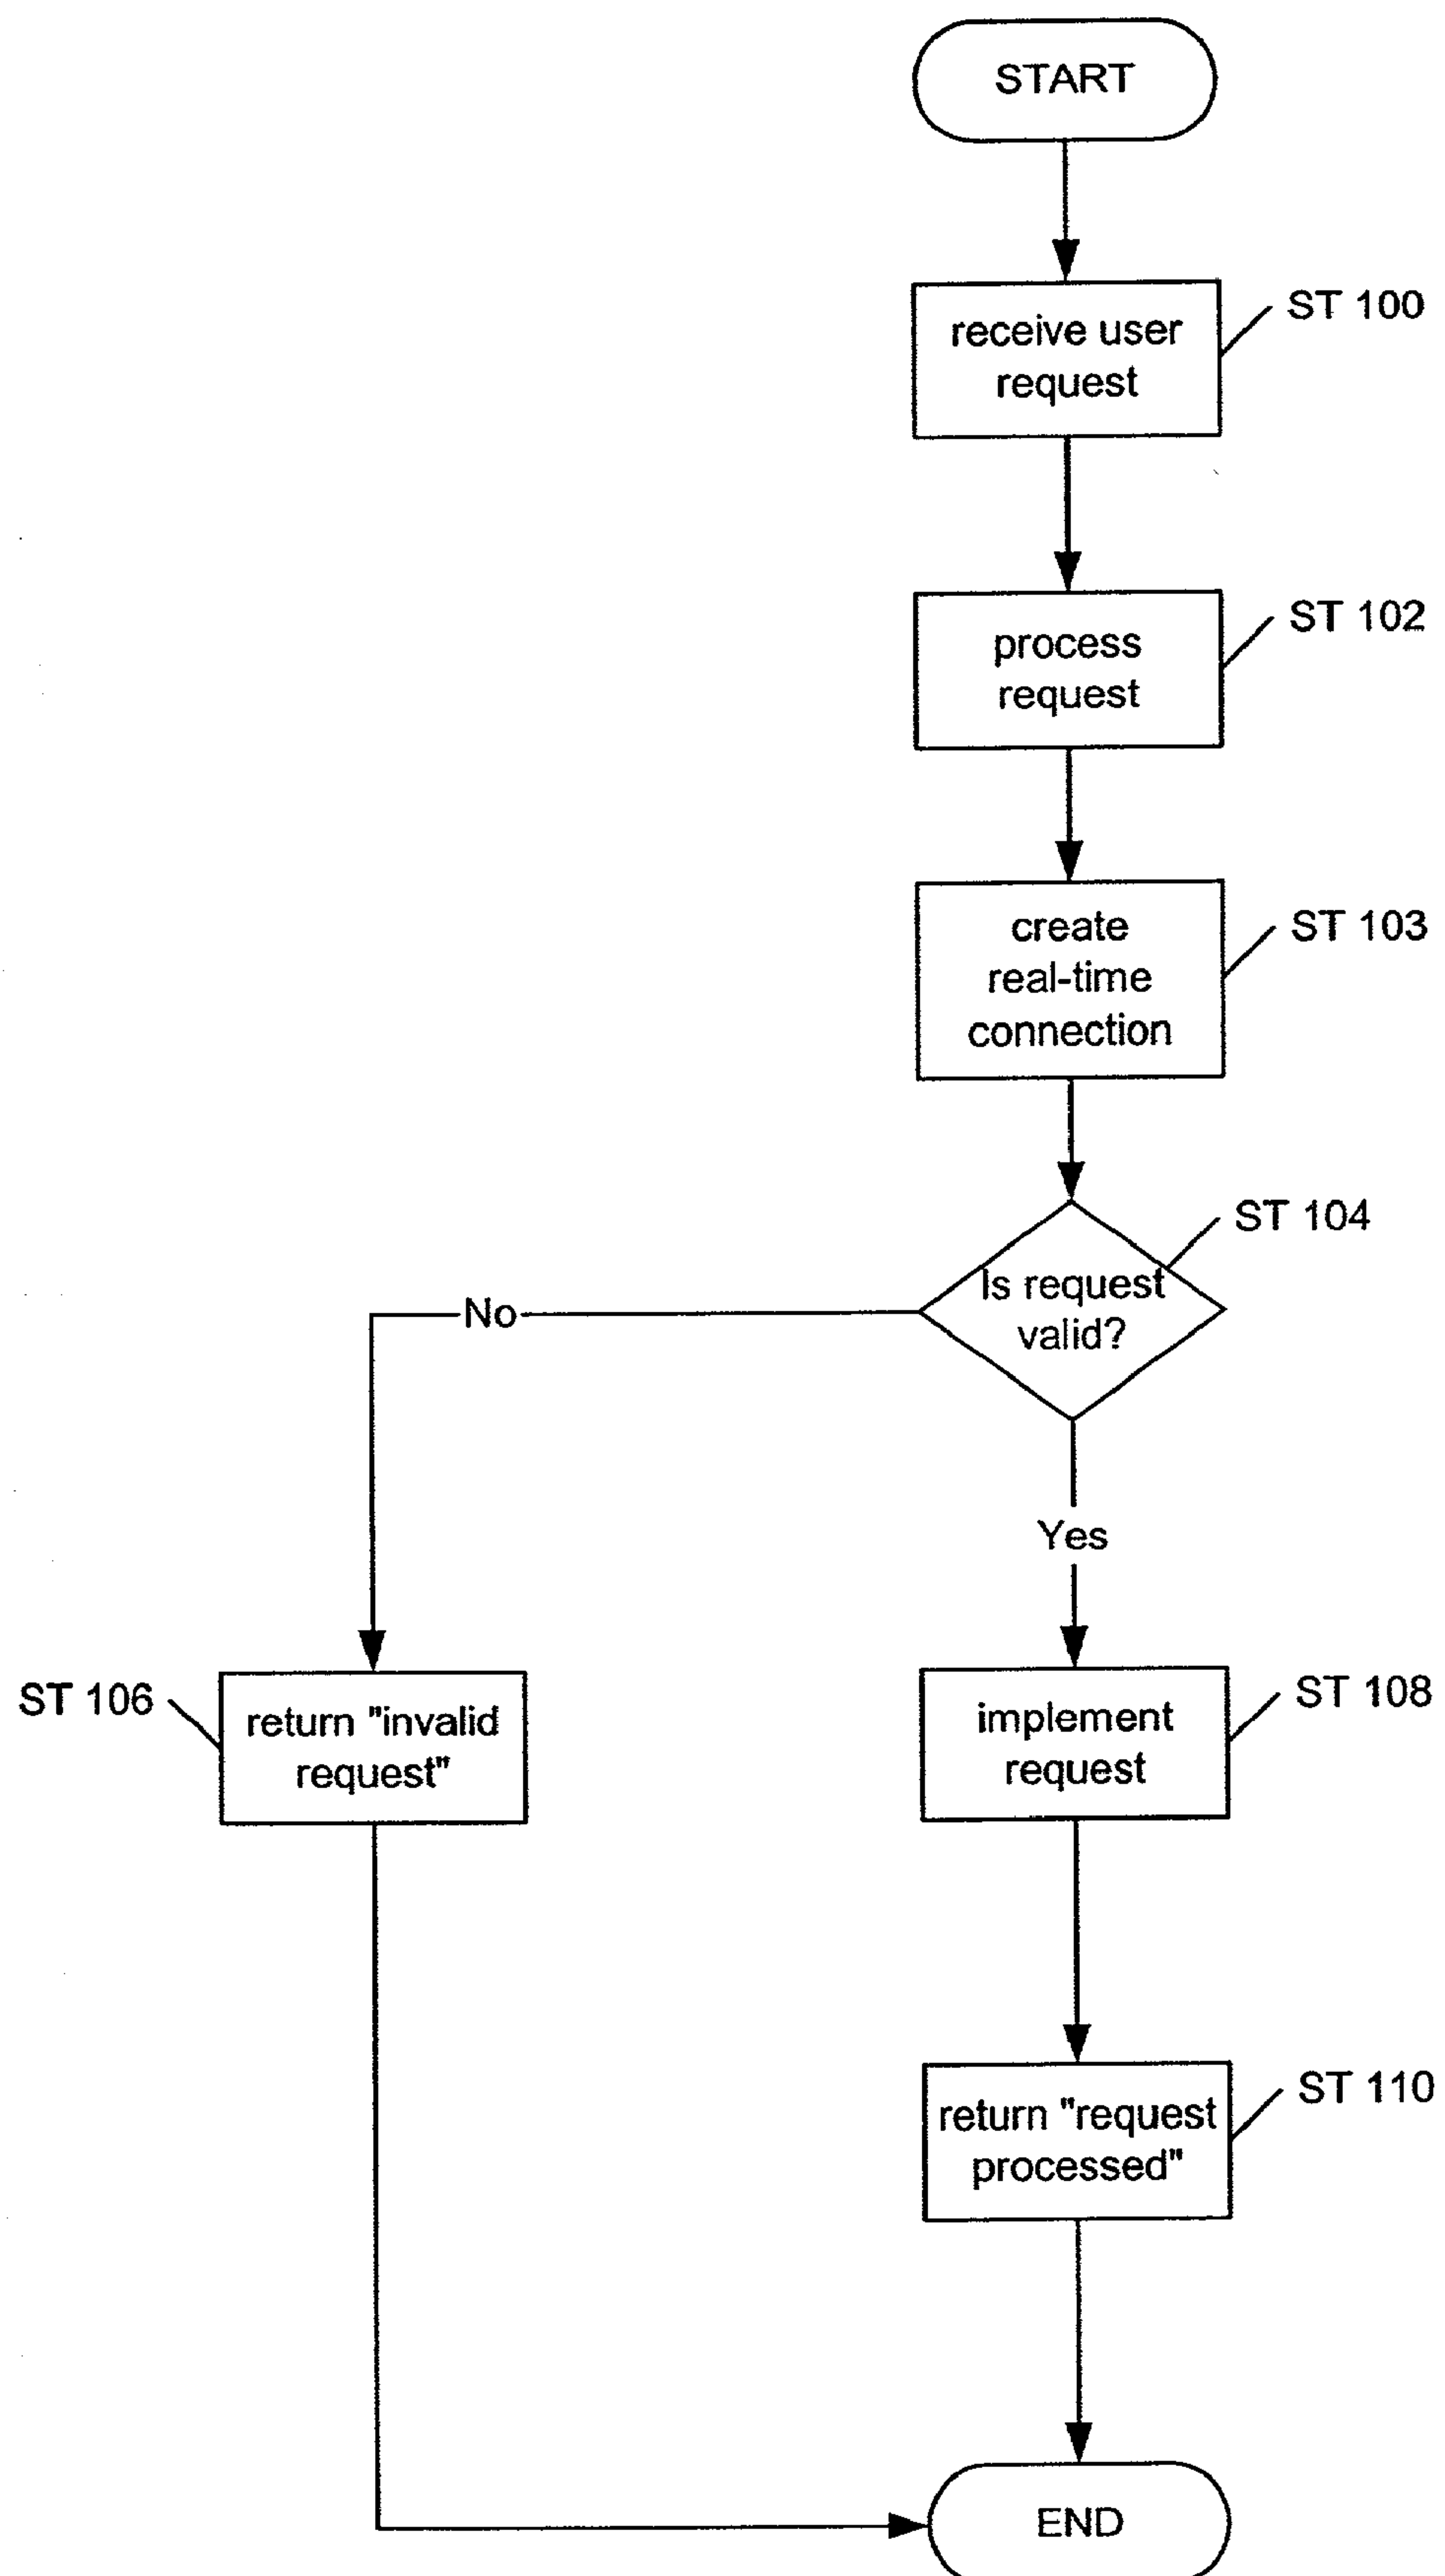 START
receive user
request
ST 100
process
request
ST 102
create
real-time
connection
ST 103
Is request
valid?
ST 104
No
Yes
ST 106
return "invalid
request"
implement
request
ST 108
return "request
processed"
ST 110
END